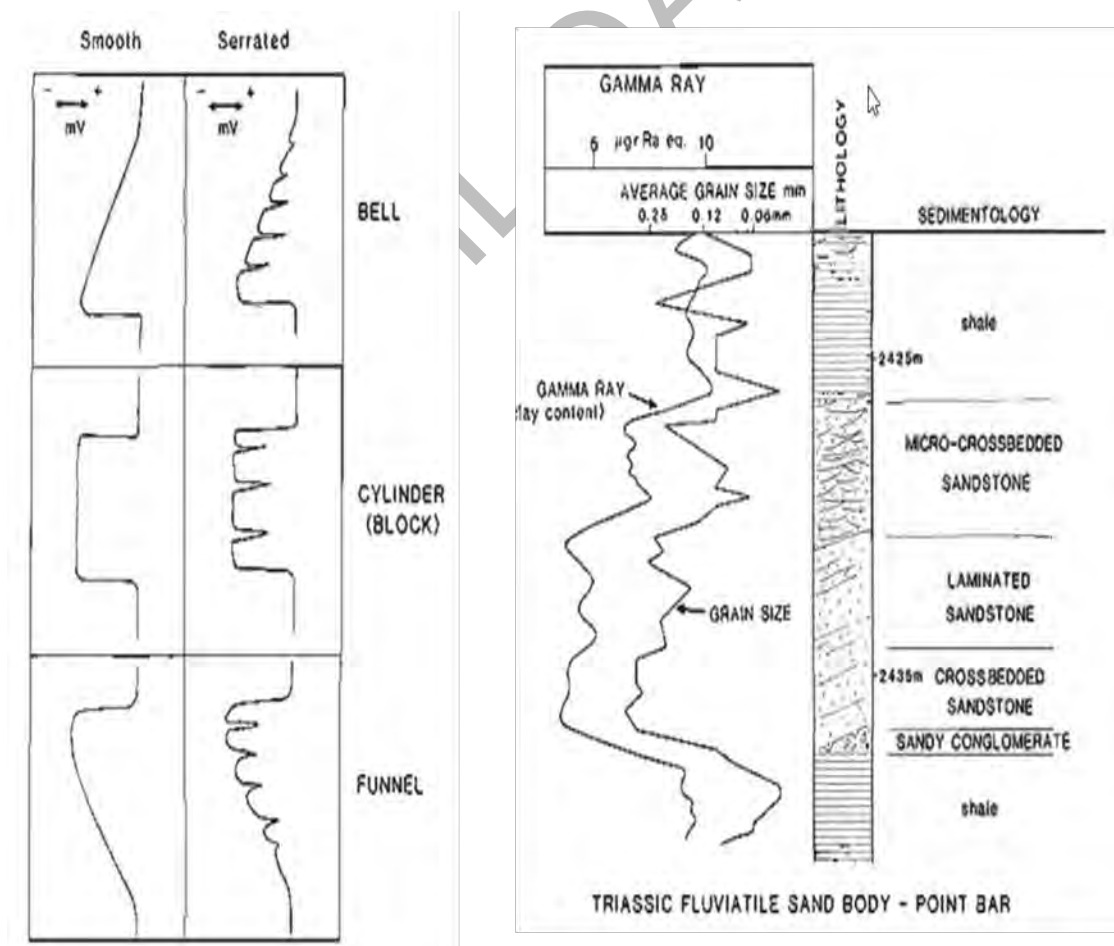 Smooth Serrated
- +
mV
- +
mV
BELL
CYLINDER
(BLOCK)
FUNNEL
GAMMA RAY
6 µgr Ra eq. 10
AVERAGE GRAIN SIZE mm
0.25 0.12 0.06mm
LITHOLOGY
SEDIMENTOLOGY
shale
2425m
GAMMA RAY
lay content)
MICRO-CROSSBEDDED
SANDSTONE
LAMINATED
SANDSTONE
GRAIN SIZE
2435m CROSSBEDDED
SANDSTONE
SANDY CONGLOMERATE
shale
TRIASSIC FLUVIATILE SAND BODY - POINT BAR